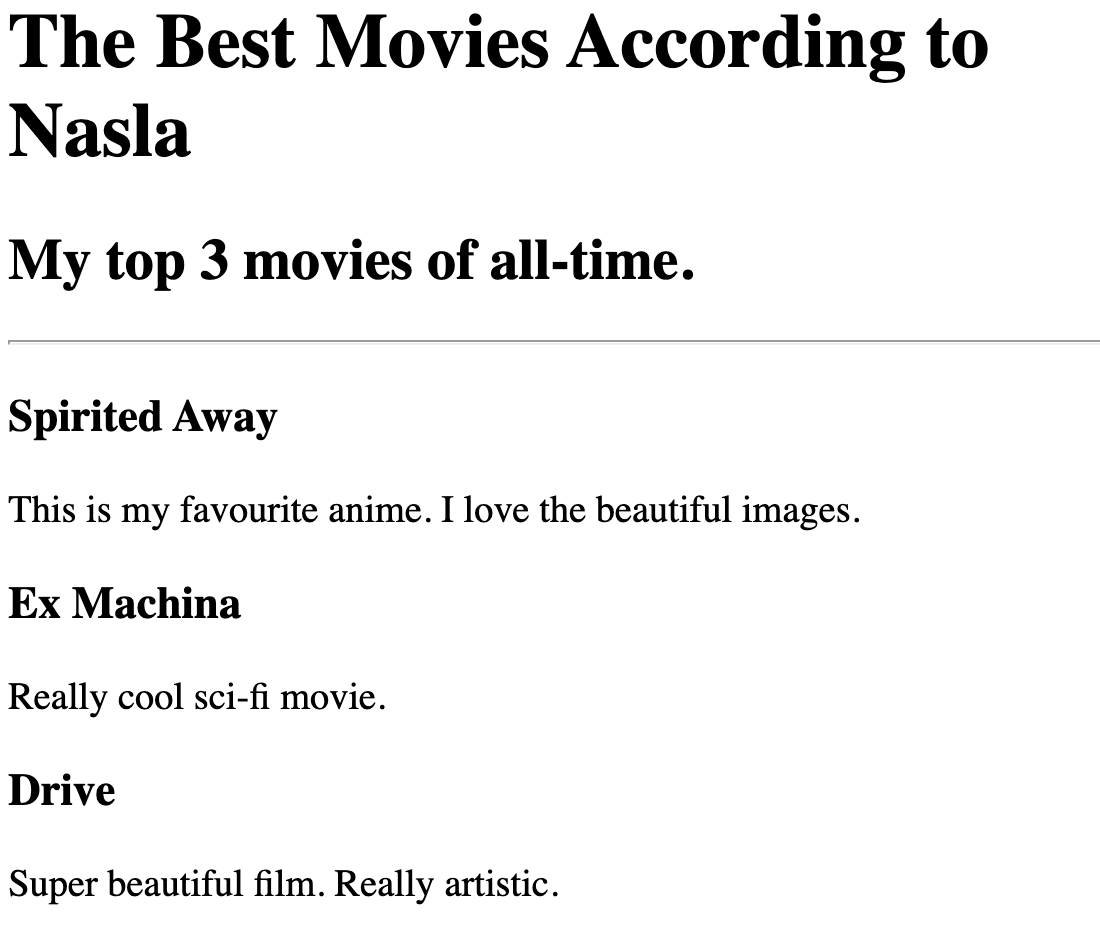 The Best Movies According to
Nasla
My top 3 movies of all-time.
Spirited Away
This is my favourite anime. I love the beautiful images.
Ex Machina
Really cool sci-fi movie.
Drive
Super beautiful film. Really artistic.